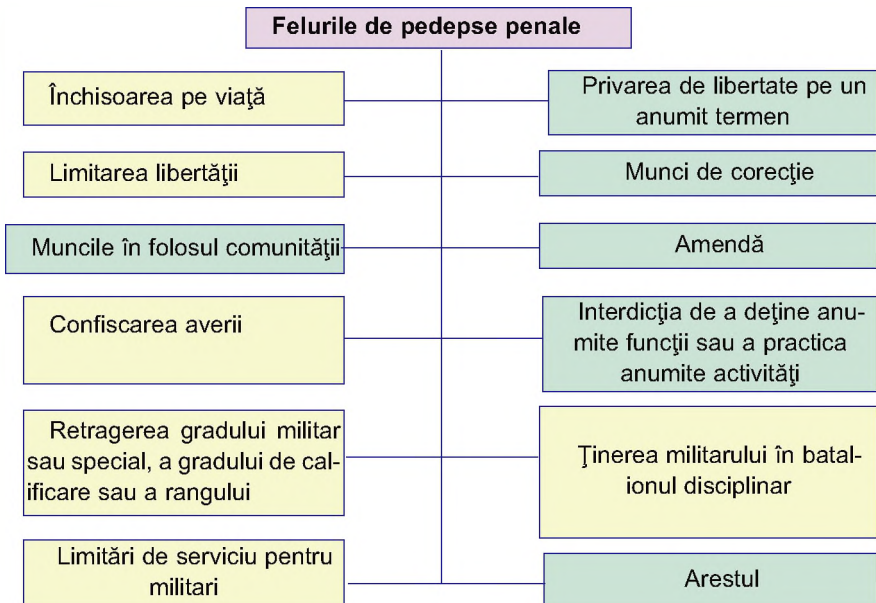 Felurile de pedepse penale
Închisoarea pe viaţă
Privarea de libertate pe un
anumit termen
Limitarea libertăţii
Munci de corecţie
Muncile în folosul comunităţii
Amendă
Confiscarea averii
Interdicţia de a deţine anu-
mite funcţii sau a practica
anumite activităţi
Retragerea gradului militar
sau special, a gradului de cal-
ificare sau a rangului
Ţinerea militarului în batal-
ionul disciplinar
Limitări de serviciu pentru
militari
Arestul